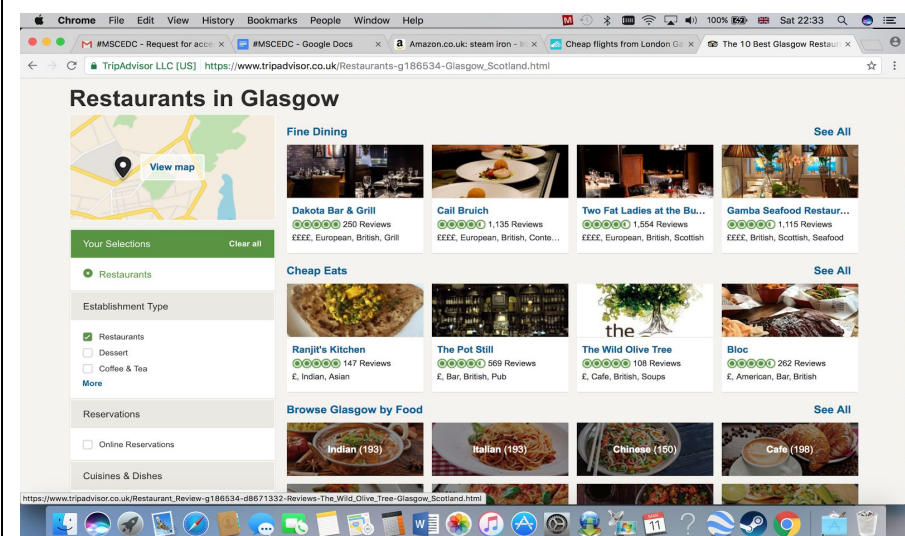 Chrome File Edit View History Bookmarks People Window Help
100% Sat 22:33
#MSCEDC - Request for acce
#MSCEDC - Google Docs
Amazon.co.uk: steam iron -
Cheap flights from London Ga
The 10 Best Glasgow Restaur
TripAdvisor LLC [US] https://www.tripadvisor.co.uk/Restaurants-g186534-Glasgow_Scotland.html
Restaurants in Glasgow
View map
Your Selections Clear all
Restaurants
Establishment Type
Restaurants
Dessert
Coffee & Tea
More
Reservations
Online Reservations
Cuisines & Dishes
Fine Dining See All
Dakota Bar & Grill
250 Reviews
££££, European, British, Grill
Cail Bruich
1,135 Reviews
££££, European, British, Conte...
Two Fat Ladies at the Bu...
1,554 Reviews
££££, European, British, Scottish
Gamba Seafood Restaur...
1,115 Reviews
££££, British, Scottish, Seafood
Cheap Eats See All
Ranjit's Kitchen
147 Reviews
£, Indian, Asian
The Pot Still
569 Reviews
£, Bar, British, Pub
the
The Wild Olive Tree
108 Reviews
£, Cafe, British, Soups
Bloc
262 Reviews
£, American, Bar, British
Browse Glasgow by Food See All
Indian (193)
Italian (193)
Chinese (150)
Cafe (198)
https://www.tripadvisor.co.uk/Restaurant_Review-g186534-d8671332-Reviews-The_Wild_Olive_Tree-Glasgow_Scotland.html
MAR
11